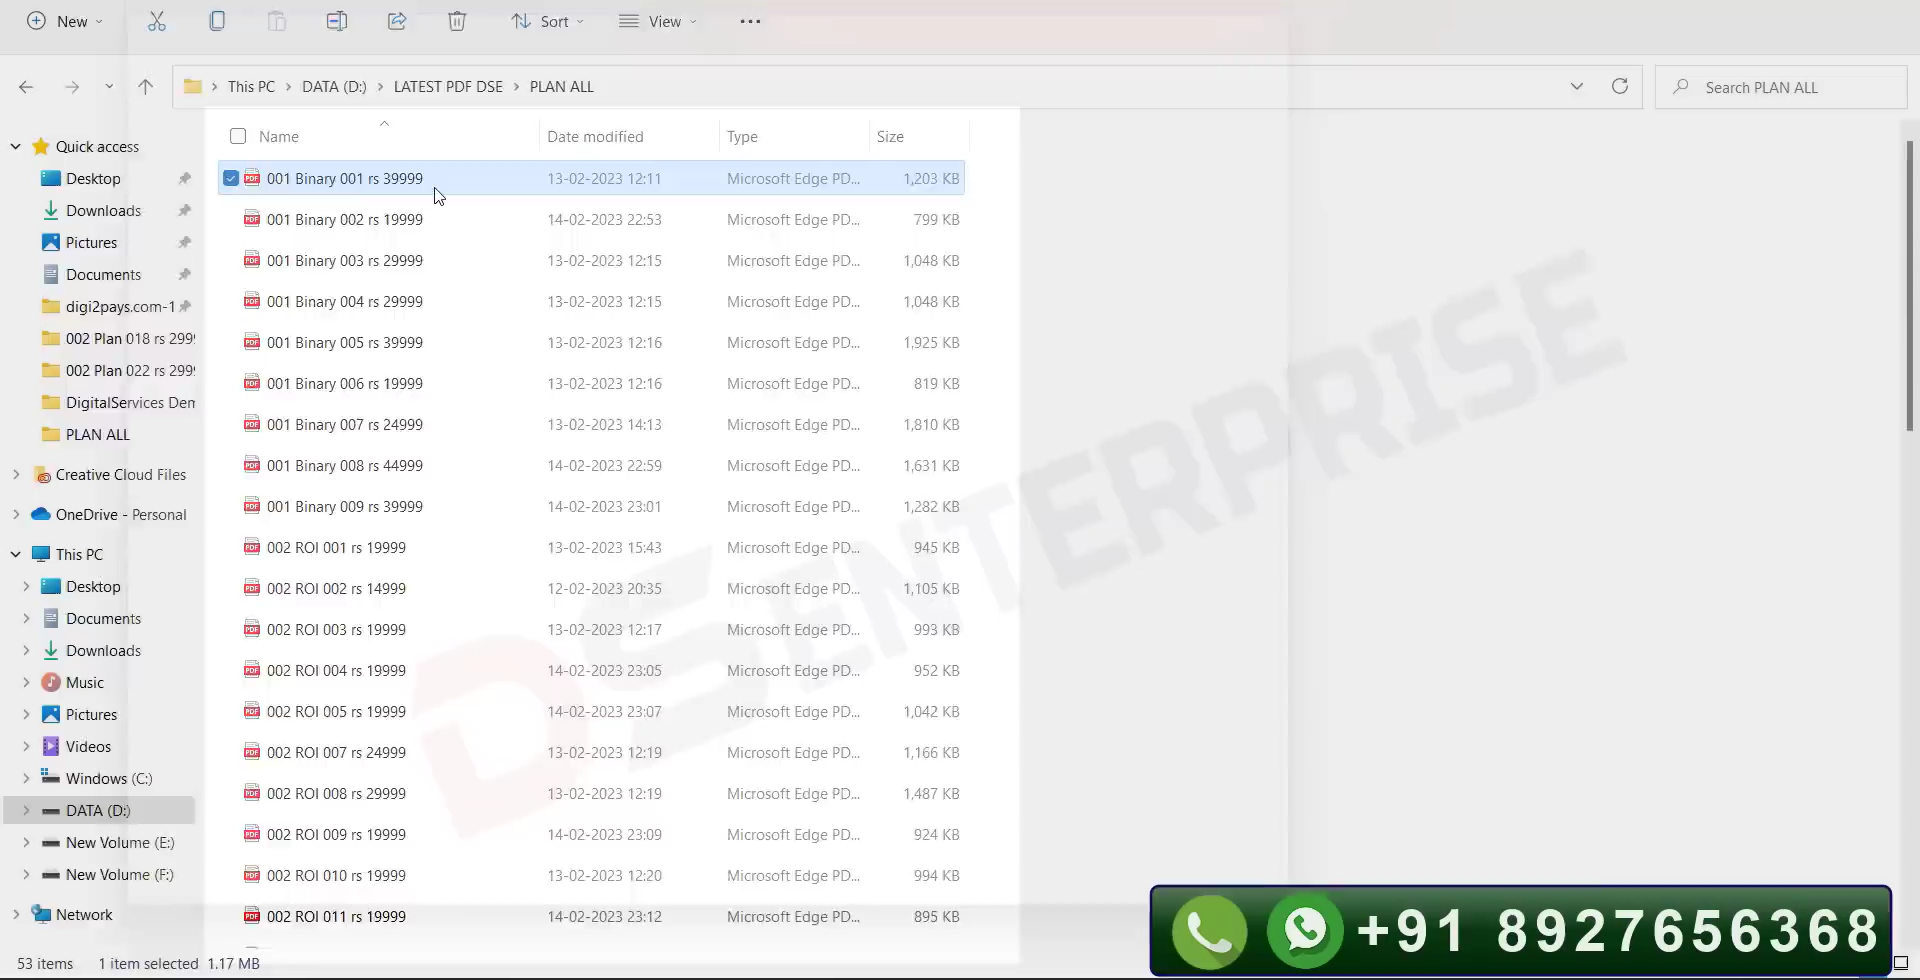 New Sort View
This PC > DATA (D:) > LATEST PDF DSE > PLAN ALL Search PLAN ALL
Name Date modified Type Size
001 Binary 001 rs 39999 13-02-2023 12:11 Microsoft Edge PD... 1,203 KB
001 Binary 002 rs 19999 14-02-2023 22:53 Microsoft Edge PD... 799 KB
001 Binary 003 rs 29999 13-02-2023 12:15 Microsoft Edge PD... 1,048 KB
001 Binary 004 rs 29999 13-02-2023 12:15 Microsoft Edge PD... 1,048 KB
001 Binary 005 rs 39999 13-02-2023 12:16 Microsoft Edge PD... 1,925 KB
001 Binary 006 rs 19999 13-02-2023 12:16 Microsoft Edge PD... 819 KB
001 Binary 007 rs 24999 13-02-2023 14:13 Microsoft Edge PD... 1,810 KB
001 Binary 008 rs 44999 14-02-2023 22:59 Microsoft Edge PD... 1,631 KB
001 Binary 009 rs 39999 14-02-2023 23:01 Microsoft Edge PD... 1,282 KB
002 ROI 001 rs 19999 13-02-2023 15:43 Microsoft Edge PD... 945 KB
002 ROI 002 rs 14999 12-02-2023 20:35 Microsoft Edge PD... 1,105 KB
002 ROI 003 rs 19999 13-02-2023 12:17 Microsoft Edge PD... 993 KB
002 ROI 004 rs 19999 14-02-2023 23:05 Microsoft Edge PD... 952 KB
002 ROI 005 rs 19999 14-02-2023 23:07 Microsoft Edge PD... 1,042 KB
002 ROI 007 rs 24999 13-02-2023 12:19 Microsoft Edge PD... 1,166 KB
002 ROI 008 rs 29999 13-02-2023 12:19 Microsoft Edge PD... 1,487 KB
002 ROI 009 rs 19999 14-02-2023 23:09 Microsoft Edge PD... 924 KB
002 ROI 010 rs 19999 13-02-2023 12:20 Microsoft Edge PD... 994 KB
002 ROI 011 rs 19999 14-02-2023 23:12 Microsoft Edge PD... 895 KB
Quick access
Desktop
Downloads
Pictures
Documents
digi2pays.com-1
002 Plan 018 rs 299
002 Plan 022 rs 299
DigitalServices Dem
PLAN ALL
Creative Cloud Files
OneDrive - Personal
This PC
Desktop
Documents
Downloads
Music
Pictures
Videos
Windows (C:)
DATA (D:)
New Volume (E:)
New Volume (F:)
Network
DS ENTERPRISE
+91 8927656368
53 items 1 item selected 1.17 MB